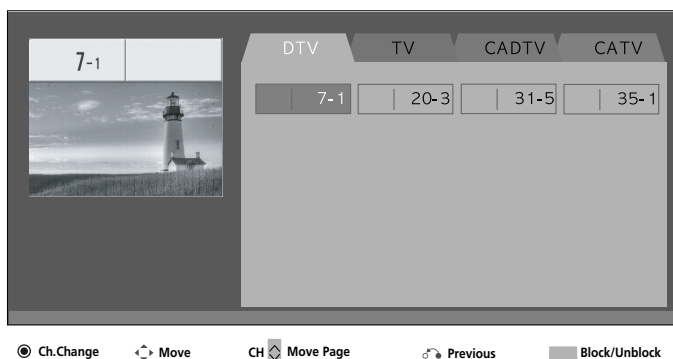 7-1
DTV TV CADTV CATV
7-1 20-3 31-5 35-1
Ch.Change Move CH Move Page Previous Block/Unblock